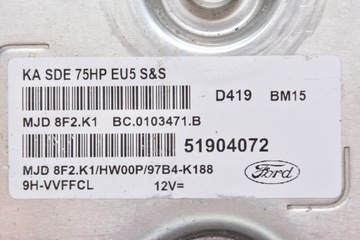 KA SDE 75HP EU5 S&S
D419 BM15
MJD 8F2.K1 BC.0103471.B
51904072
MJD 8F2.K1/HW00P/97B4-K188
9H-VVFFCL 12V=
Ford